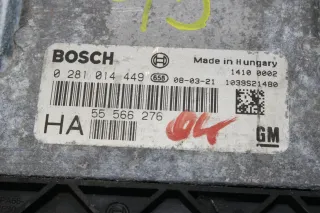 BOSCH
Made in Hungary
0 281 014 449 658 08-03-21
1410 0002
1039S21480
HA 55 566 276
GM